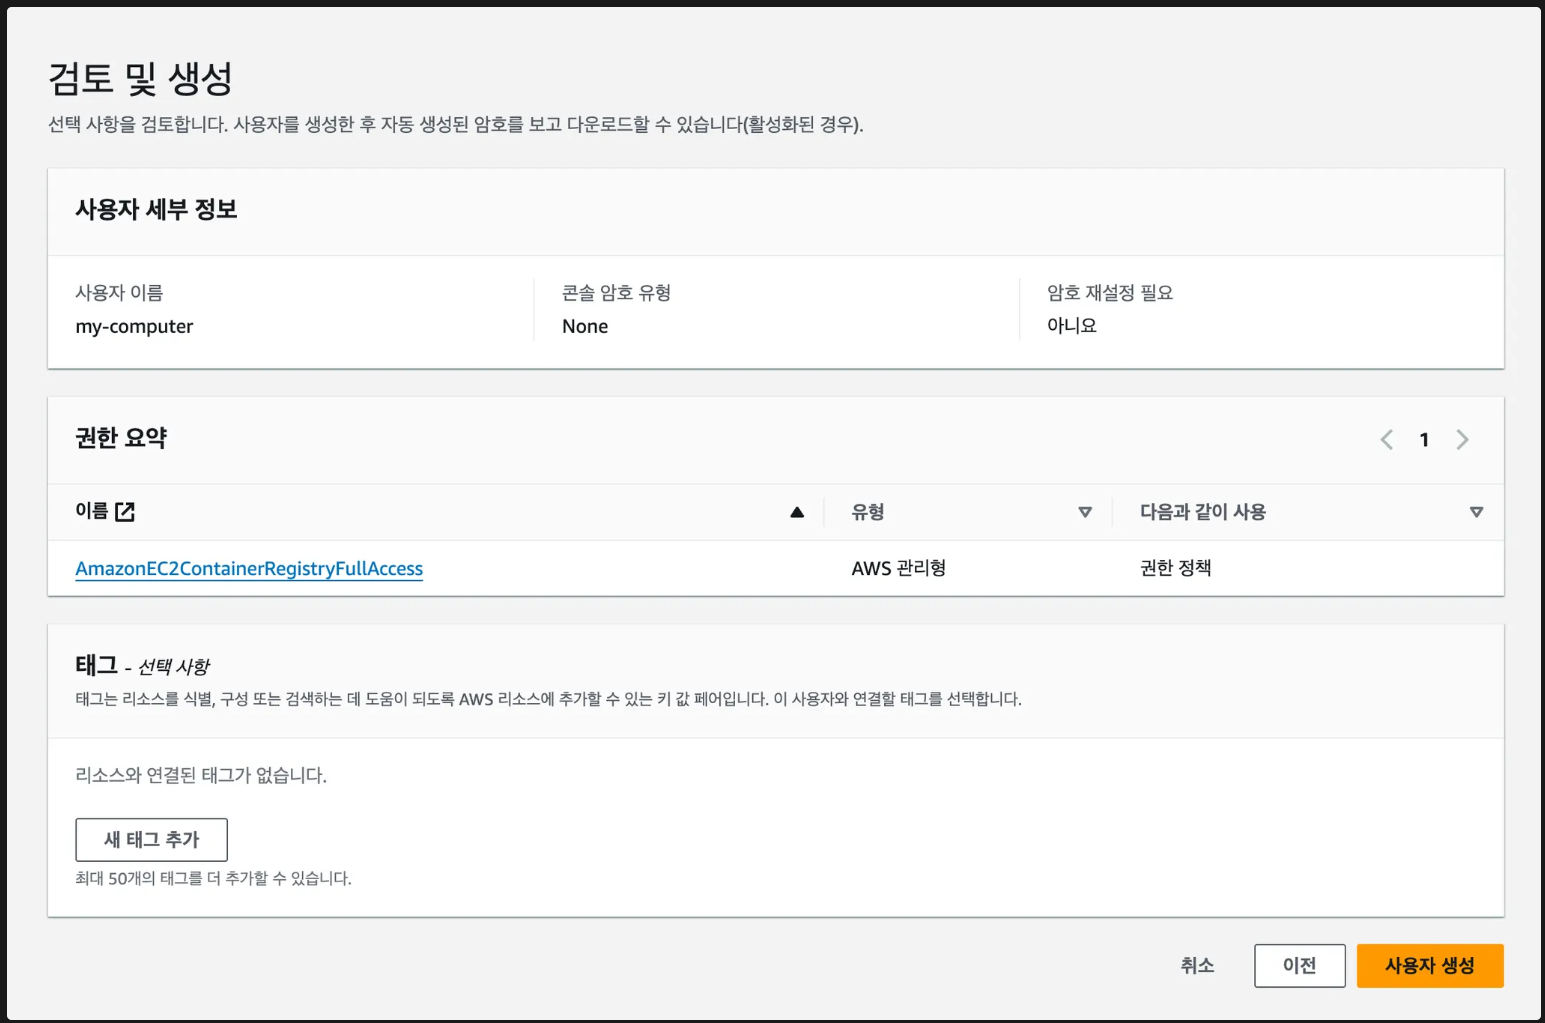 검토 및 생성
선택 사항을 검토합니다. 사용자를 생성한 후 자동 생성된 암호를 보고 다운로드할 수 있습니다(활성화된 경우).
사용자 세부 정보
사용자 이름 콘솔 암호 유형 암호 재설정 필요
my-computer None 아니요
권한 요약 1
이름 유형 다음과 같이 사용
AmazonEC2ContainerRegistryFullAccess AWS 관리형 권한 정책
태그 - 선택 사항
태그는 리소스를 식별, 구성 또는 검색하는 데 도움이 되도록 AWS 리소스에 추가할 수 있는 키 값 페어입니다. 이 사용자와 연결할 태그를 선택합니다.
리소스와 연결된 태그가 없습니다.
새 태그 추가
최대 50개의 태그를 더 추가할 수 있습니다.
취소 이전 사용자 생성